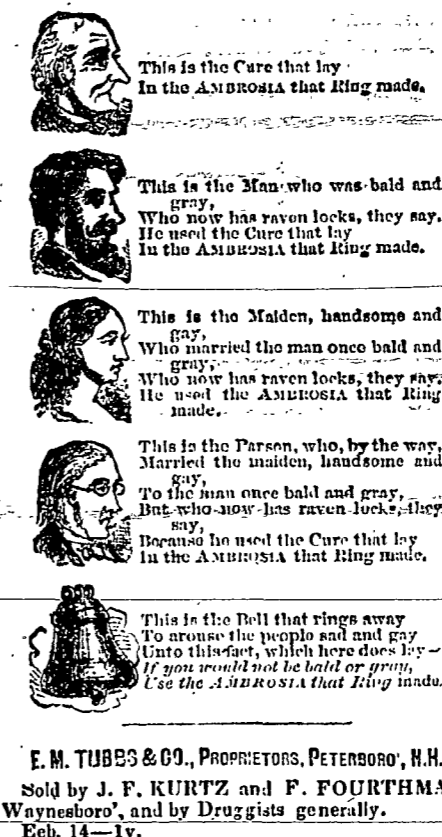 This is the Cure that lay
In the AMBROSIA that Ring made.
This is the Man who was bald and
gray,
Who now has raven locks, they say.
He used the Cure that lay
In the AMBROSIA that Ring made.
This is the Maiden, handsome and
gay,
Who married the man once bald and
gray,
Who now has raven locks, they say.
He used the AMBROSIA that Ring
made.
This is the Parson, who, by the way,
Married the maiden, handsome and
gay,
To the man once bald and gray,
But who now has raven locks, they
say,
Because he used the Cure that lay
In the AMBROSIA that Ring made.
This is the Bell that rings away
To arouse the people sad and gay
Unto this fact, which here does lay—
If you would not be bald or gray,
Use the AMBROSIA that Ring made.
E. M. TUBBS & CO., PROPRIETORS, PETERBORO', N.H.
Sold by J. F. KURTZ and F. FOURTHMA
Waynesboro', and by Druggists generally.
Feb. 14—1y.